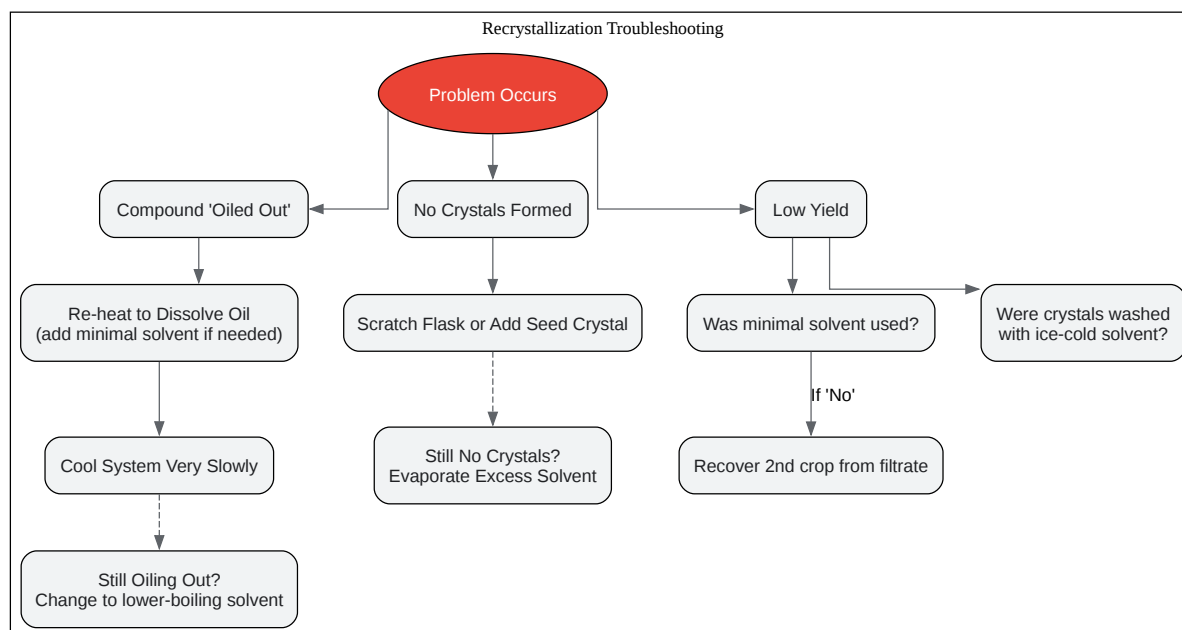 Recrystallization Troubleshooting
Problem Occurs
Compound 'Oiled Out'
No Crystals Formed
Low Yield
Re-heat to Dissolve Oil
(add minimal solvent if needed)
Scratch Flask or Add Seed Crystal
Was minimal solvent used?
Were crystals washed
with ice-cold solvent?
If 'No'
Cool System Very Slowly
Still No Crystals?
Evaporate Excess Solvent
Recover 2nd crop from filtrate
Still Oiling Out?
Change to lower-boiling solvent